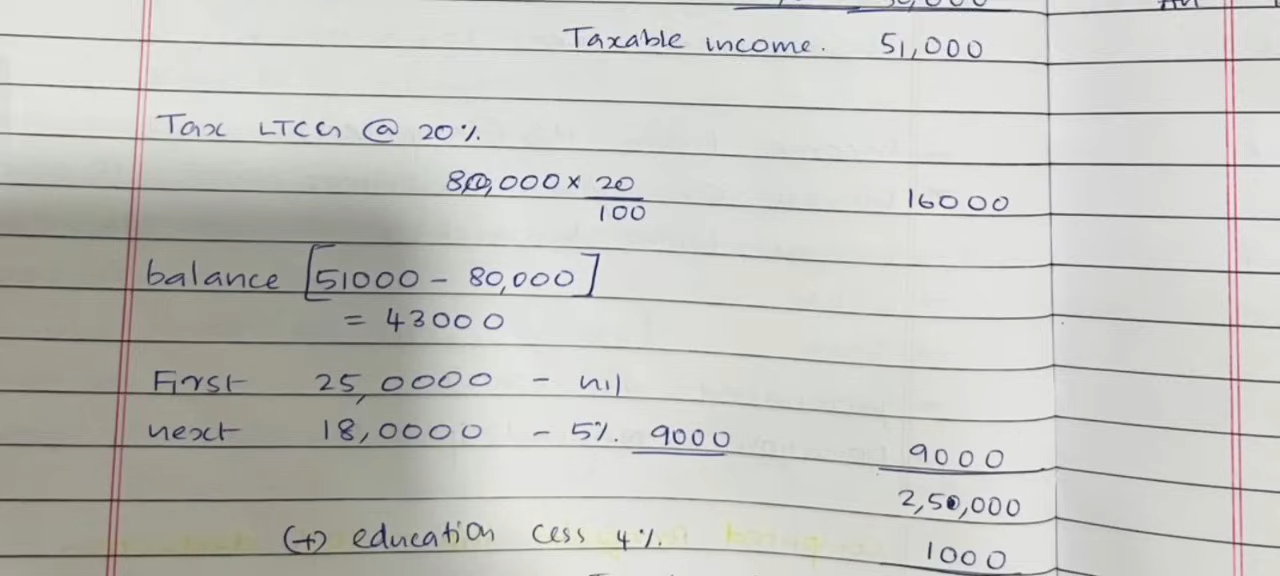 Taxable income. 51,000
Tax LTCG @ 20%.
80,000 × 20
100
16000
balance [51000 - 80,000]
= 43000
First 25,0000 - nil
next 18,0000 - 5%. 9000
9000
2,50,000
(+) education cess 4%.
1000